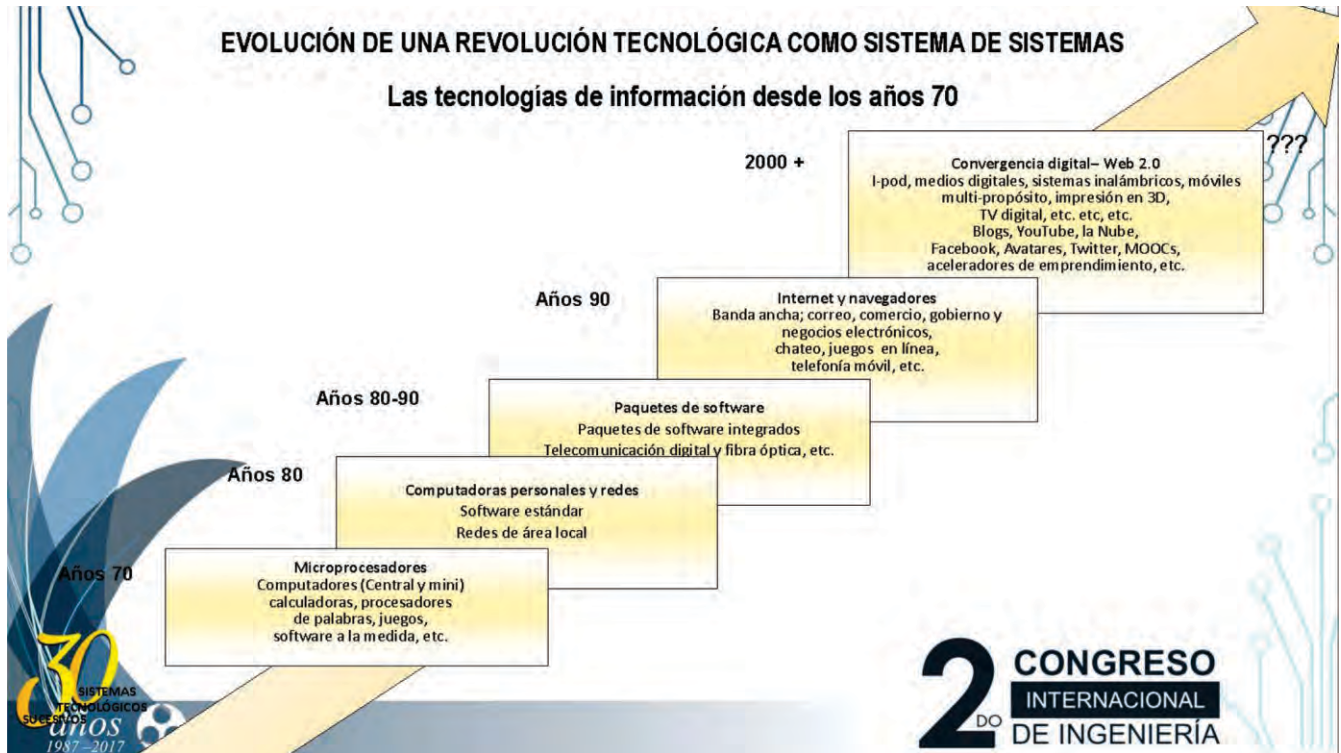 EVOLUCIÓN DE UNA REVOLUCIÓN TECNOLÓGICA COMO SISTEMA DE SISTEMAS
Las tecnologías de información desde los años 70
2000 +
???
Convergencia digital– Web 2.0
I-pod, medios digitales, sistemas inalámbricos, móviles
multi-propósito, impresión en 3D,
TV digital, etc. etc, etc.
Blogs, YouTube, la Nube,
Facebook, Avatares, Twitter, MOOCs,
aceleradores de emprendimiento, etc.
Años 90
Internet y navegadores
Banda ancha; correo, comercio, gobierno y
negocios electrónicos,
chateo, juegos en línea,
telefonía móvil, etc.
Años 80-90
Paquetes de software
Paquetes de software integrados
Telecomunicación digital y fibra óptica, etc.
Años 80
Computadoras personales y redes
Software estándar
Redes de área local
Años 70
Microprocesadores
Computadores (Central y mini)
calculadoras, procesadores
de palabras, juegos,
software a la medida, etc.
30
SISTEMAS
TECNOLÓGICOS
SUCESIVOS
años
1987–2017
2DO
CONGRESO
INTERNACIONAL
DE INGENIERÍA